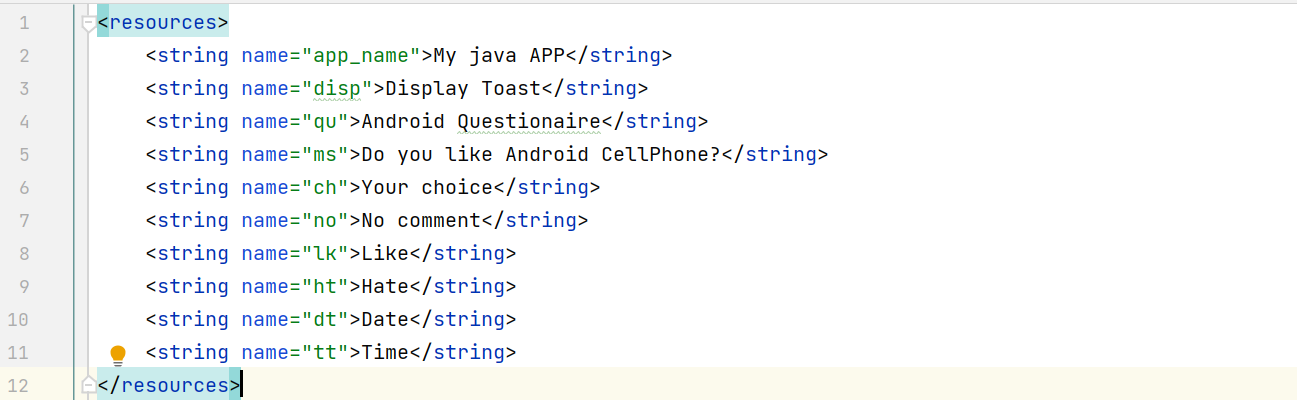 1 <resources>
2 <string name="app_name">My java APP</string>
3 <string name="disp">Display Toast</string>
4 <string name="qu">Android Questionaire</string>
5 <string name="ms">Do you like Android CellPhone?</string>
6 <string name="ch">Your choice</string>
7 <string name="no">No comment</string>
8 <string name="lk">Like</string>
9 <string name="ht">Hate</string>
10 <string name="dt">Date</string>
11 <string name="tt">Time</string>
12 </resources>